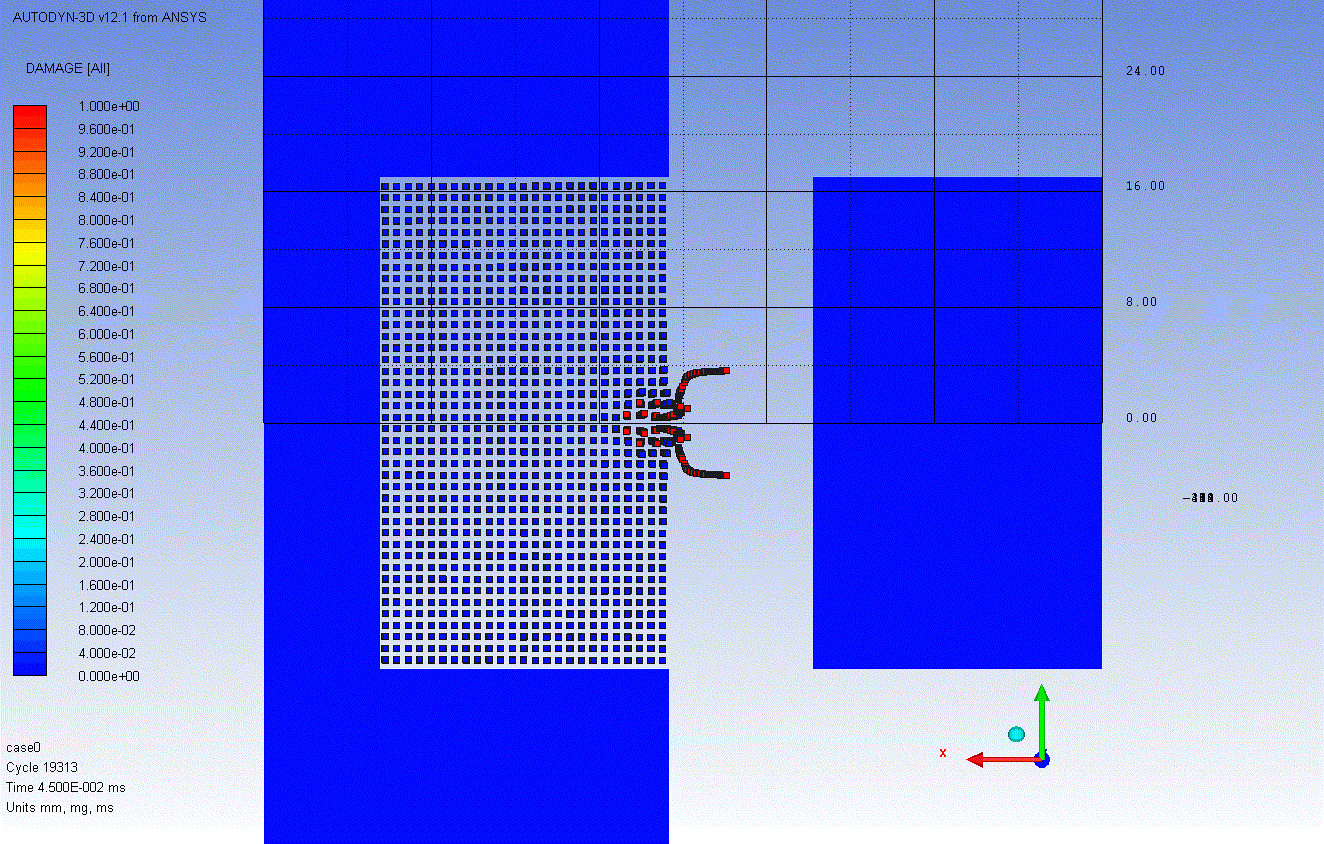 AUTODYN-3D v12.1 from ANSYS
DAMAGE [All]
1.000e+00
9.600e-01
9.200e-01
8.800e-01
8.400e-01
8.000e-01
7.600e-01
7.200e-01
6.800e-01
6.400e-01
6.000e-01
5.600e-01
5.200e-01
4.800e-01
4.400e-01
4.000e-01
3.600e-01
3.200e-01
2.800e-01
2.400e-01
2.000e-01
1.600e-01
1.200e-01
8.000e-02
4.000e-02
0.000e+00
24.00
16.00
8.00
0.00
x
case0
Cycle 19313
Time 4.500E-002 ms
Units mm, mg, ms